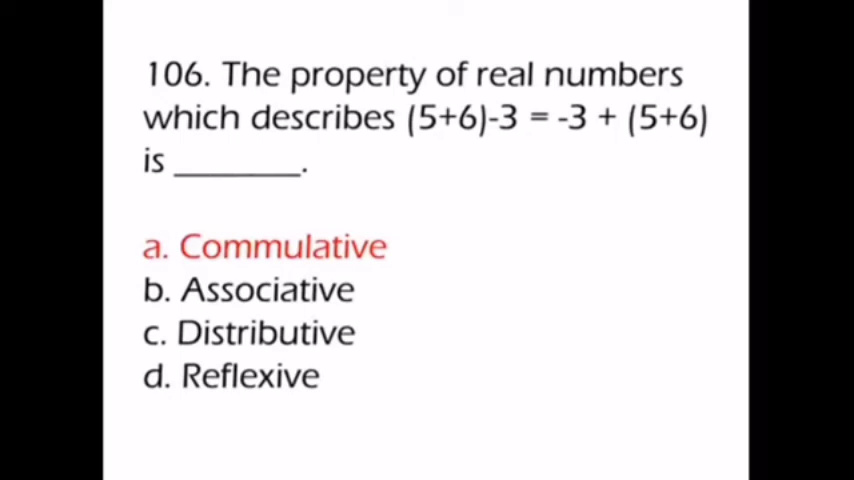 106. The property of real numbers
which describes (5+6)-3 = -3 + (5+6)
is ________.
a. Commulative
b. Associative
c. Distributive
d. Reflexive